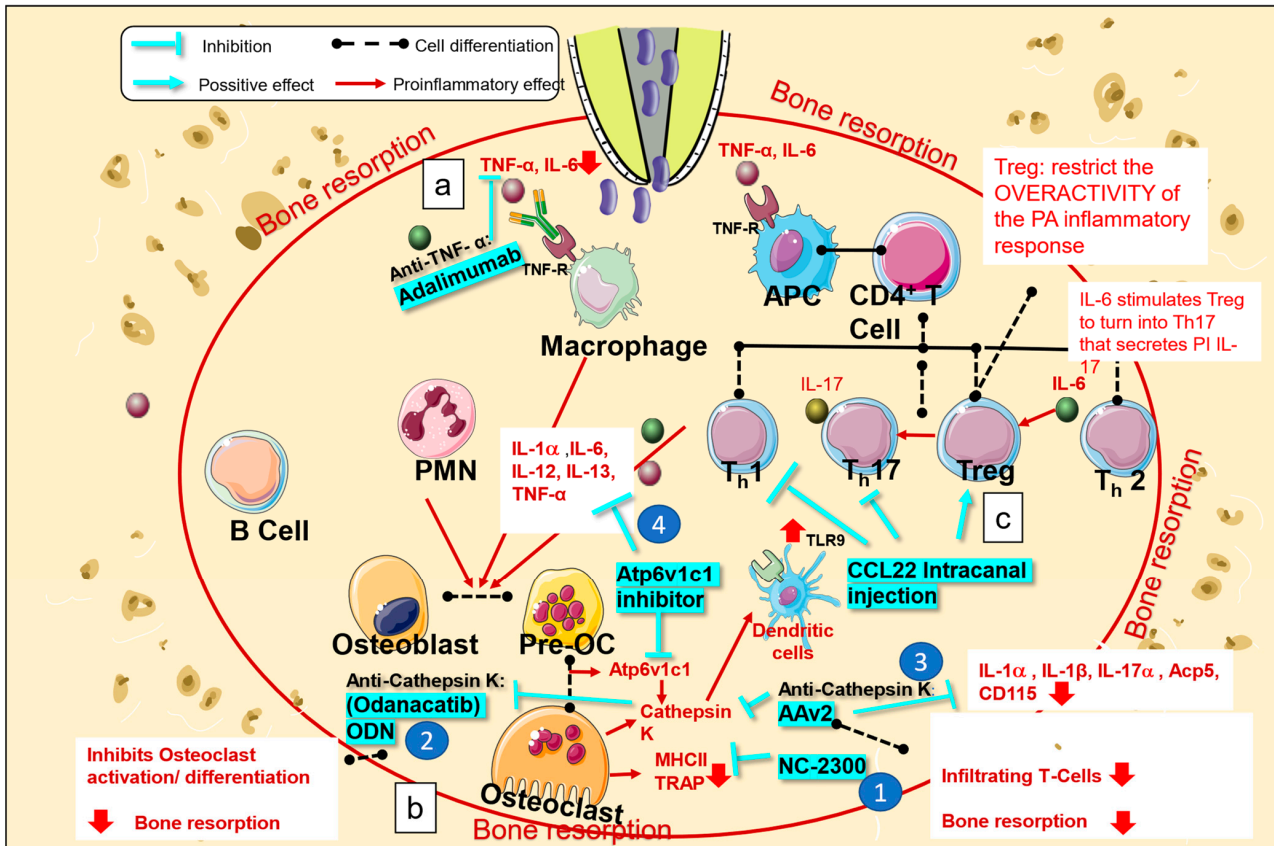 Inhibition
Cell differentiation
Possitive effect
Proinflammatory effect
Bone resorption
Bone resorption
a
TNF-α, IL-6
TNF-α, IL-6
Treg: restrict the
OVERACTIVITY of
the PA inflammatory
response
Anti-TNF- α:
Adalimumab
TNF-R
TNF-R
APC
CD4⁺ T
Cell
Macrophage
IL-6 stimulates Treg
to turn into Th17
that secretes PI IL-
17
IL-17
IL-6
PMN
B Cell
IL-1α ,IL-6,
IL-12, IL-13,
TNF-α
Th1
Th17
Treg
Th 2
4
c
TLR9
Atp6v1c1
inhibitor
CCL22 Intracanal
injection
Bone resorption
Osteoblast
Pre-OC
Dendritic
cells
Atp6v1c1
3
Anti-Cathepsin K:
(Odanacatib)
ODN
2
Cathepsin
K
Anti-Cathepsin K:
AAv2
IL-1α , IL-1β, IL-17α , Acp5,
CD115
MHCII
TRAP
NC-2300
1
Inhibits Osteoclast
activation/ differentiation
Bone resorption
b
Osteoclast
Bone resorption
Infiltrating T-Cells
Bone resorption